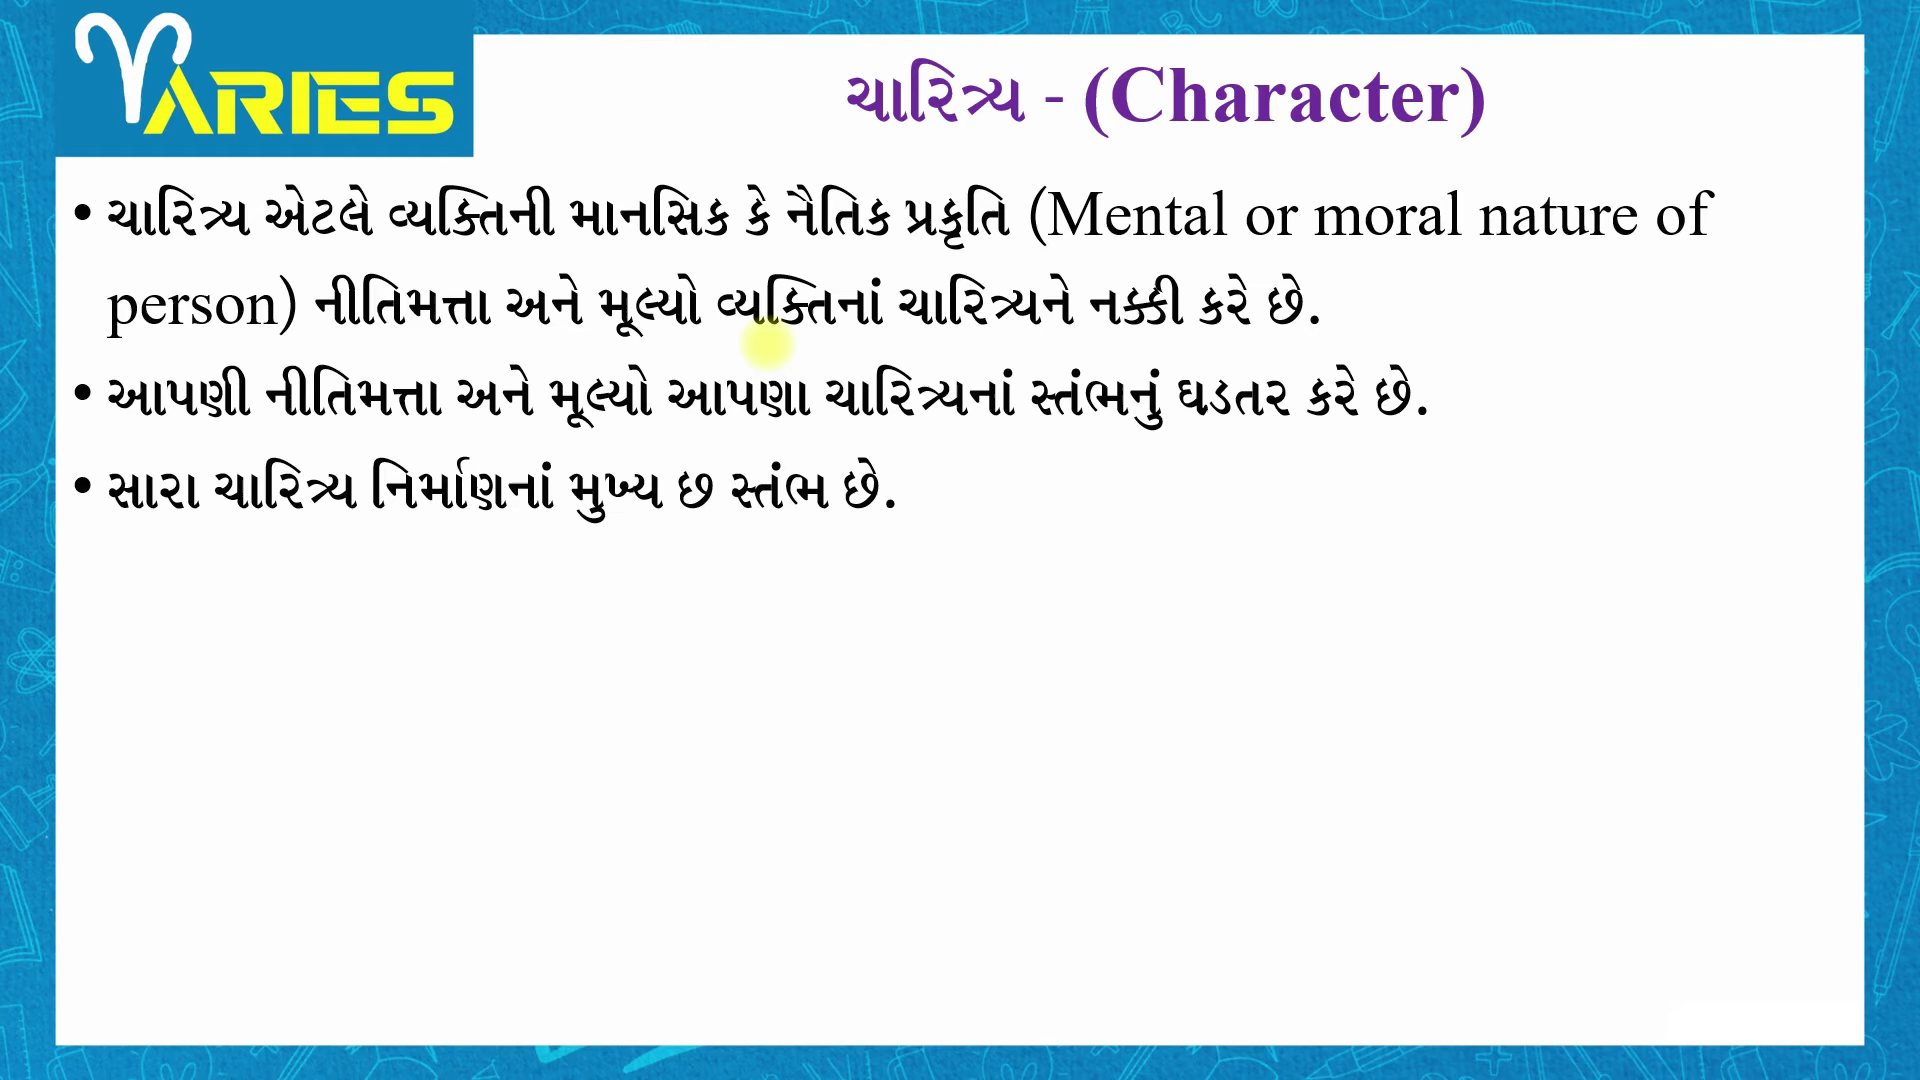 ARIES
ચારિત્ર્ય - (Character)
• ચારિત્ર્ય એટલે વ્યક્તિની માનસિક કે નૈતિક પ્રકૃતિ (Mental or moral nature of
person) નીતિમત્તા અને મૂલ્યો વ્યક્તિનાં ચારિત્ર્યને નક્કી કરે છે.
• આપણી નીતિમત્તા અને મૂલ્યો આપણા ચારિત્ર્યનાં સ્તંભનું ઘડતર કરે છે.
• સારા ચારિત્ર્ય નિર્માણનાં મુખ્ય છ સ્તંભ છે.